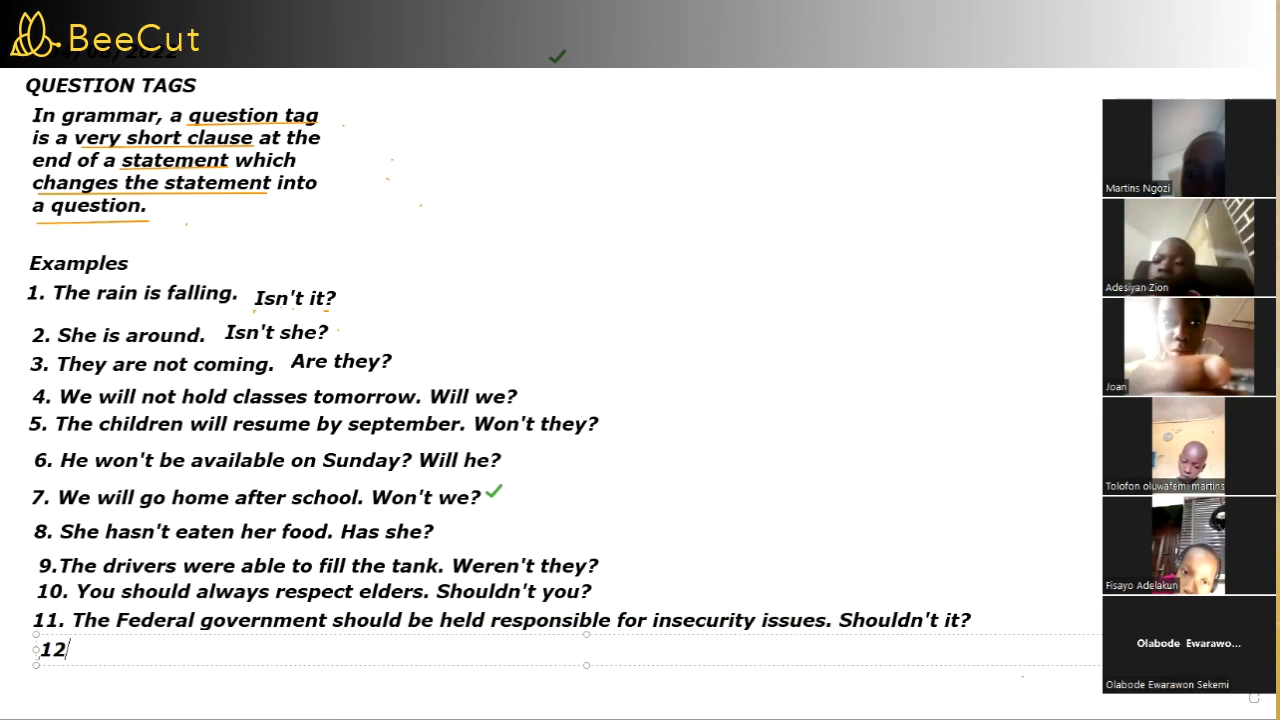 BeeCut
QUESTION TAGS
In grammar, a question tag
is a very short clause at the
end of a statement which
changes the statement into
a question.
Examples
1. The rain is falling. Isn't it?
2. She is around. Isn't she?
3. They are not coming. Are they?
4. We will not hold classes tomorrow. Will we?
5. The children will resume by september. Won't they?
6. He won't be available on Sunday? Will he?
7. We will go home after school. Won't we?
8. She hasn't eaten her food. Has she?
9.The drivers were able to fill the tank. Weren't they?
10. You should always respect elders. Shouldn't you?
11. The Federal government should be held responsible for insecurity issues. Shouldn't it?
12
Martins Ngozi
Adesiyan Zion
Joan
Tolofon oluwafemi martins
Fisayo Adelakun
Olabode Ewarawo...
Olabode Ewarawon Sekemi